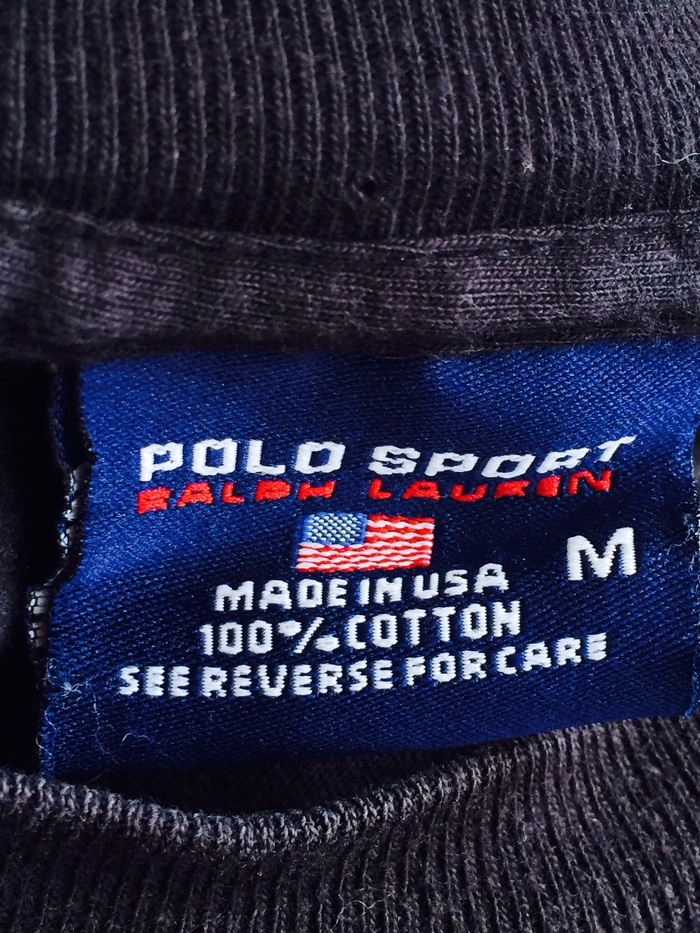 POLO SPORT
RALPH LAUREN
M
MADE IN USA
100% COTTON
SEE REVERSE FOR CARE